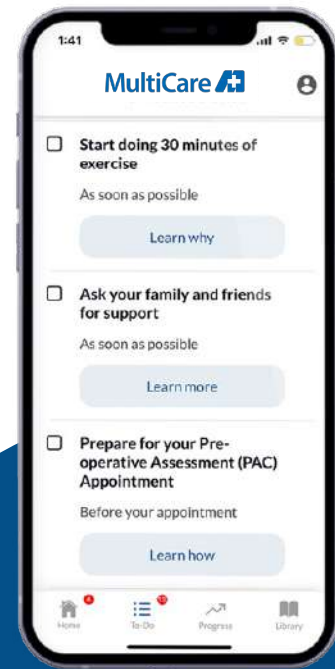 1:41
MultiCare
Start doing 30 minutes of
exercise
As soon as possible
Learn why
Ask your family and friends
for support
As soon as possible
Learn more
Prepare for your Pre-
operative Assessment (PAC)
Appointment
Before your appointment
Learn how
4
Home To-Do Progress Library